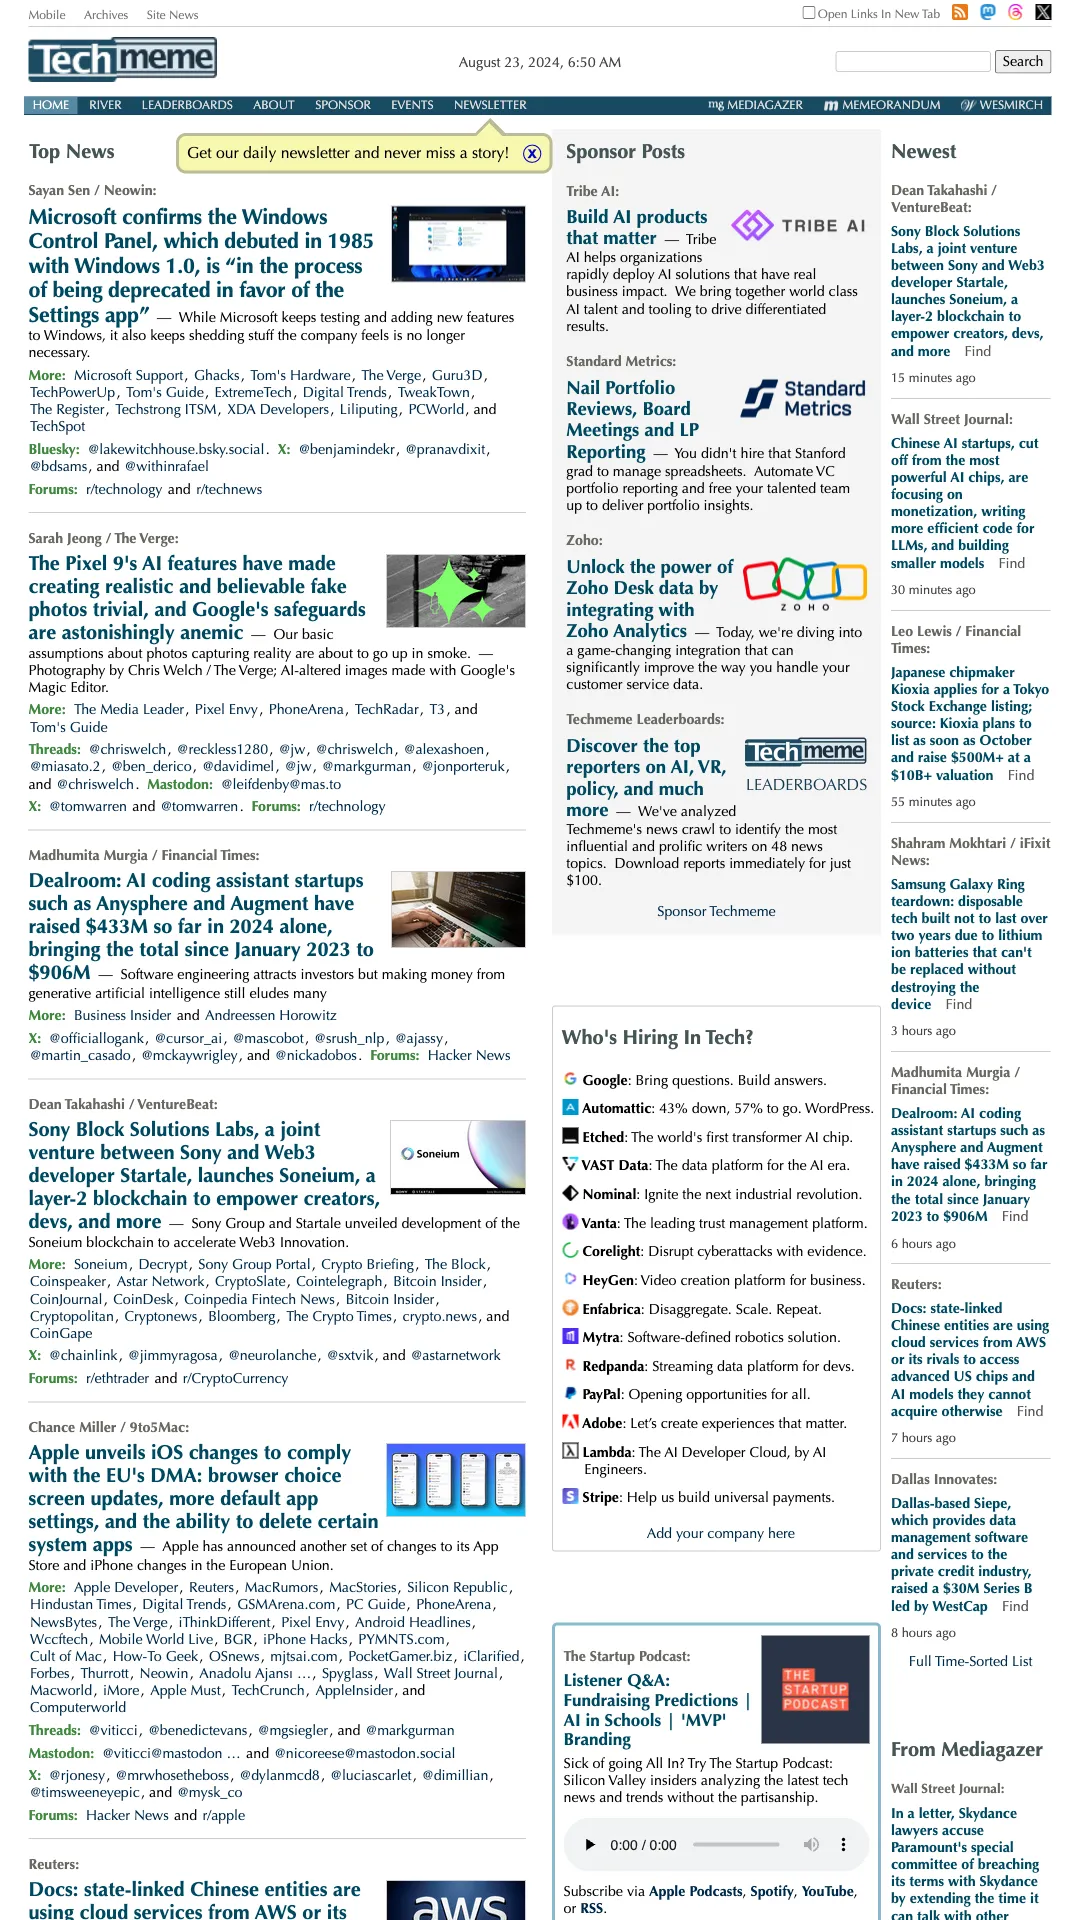 Mobile Archives Site News
Open Links In New Tab
Techmeme
August 23, 2024, 6:50 AM
Search
HOME RIVER LEADERBOARDS ABOUT SPONSOR EVENTS NEWSLETTER
mg MEDIAGAZER m MEMEORANDUM W WESMIRCH
Get our daily newsletter and never miss a story! X
Top News
Sayan Sen / Neowin:
Microsoft confirms the Windows
Control Panel, which debuted in 1985
with Windows 1.0, is “in the process
of being deprecated in favor of the
Settings app” — While Microsoft keeps testing and adding new features
to Windows, it also keeps shedding stuff the company feels is no longer
necessary.
More: Microsoft Support, Ghacks, Tom's Hardware, The Verge, Guru3D,
TechPowerUp, Tom's Guide, ExtremeTech, Digital Trends, TweakTown,
The Register, Techstrong ITSM, XDA Developers, Liliputing, PCWorld, and
TechSpot
Bluesky: @lakewitchhouse.bsky.social. X: @benjamindekr, @pranavdixit,
@bdsams, and @withinrafael
Forums: r/technology and r/technews
Sarah Jeong / The Verge:
The Pixel 9's AI features have made
creating realistic and believable fake
photos trivial, and Google's safeguards
are astonishingly anemic — Our basic
assumptions about photos capturing reality are about to go up in smoke. —
Photography by Chris Welch / The Verge; AI-altered images made with Google's
Magic Editor.
More: The Media Leader, Pixel Envy, PhoneArena, TechRadar, T3, and
Tom's Guide
Threads: @chriswelch, @reckless1280, @jw, @chriswelch, @alexashoen,
@miasato.2, @ben_derico, @davidimel, @jw, @markgurman, @jonporteruk,
and @chriswelch. Mastodon: @leifdenby@mas.to
X: @tomwarren and @tomwarren. Forums: r/technology
Madhumita Murgia / Financial Times:
Dealroom: AI coding assistant startups
such as Anysphere and Augment have
raised $433M so far in 2024 alone,
bringing the total since January 2023 to
$906M — Software engineering attracts investors but making money from
generative artificial intelligence still eludes many
More: Business Insider and Andreessen Horowitz
X: @officiallogank, @cursor_ai, @mascobot, @srush_nlp, @ajassy,
@martin_casado, @mckaywrigley, and @nickadobos. Forums: Hacker News
Dean Takahashi / VentureBeat:
Sony Block Solutions Labs, a joint
venture between Sony and Web3
developer Startale, launches Soneium, a
layer-2 blockchain to empower creators,
devs, and more — Sony Group and Startale unveiled development of the
Soneium blockchain to accelerate Web3 Innovation.
Soneium
More: Soneium, Decrypt, Sony Group Portal, Crypto Briefing, The Block,
Coinspeaker, Astar Network, CryptoSlate, Cointelegraph, Bitcoin Insider,
CoinJournal, CoinDesk, Coinpedia Fintech News, Bitcoin Insider,
Cryptopolitan, Cryptonews, Bloomberg, The Crypto Times, crypto.news, and
CoinGape
X: @chainlink, @jimmyragosa, @neurolanche, @sxtvik, and @astarnetwork
Forums: r/ethtrader and r/CryptoCurrency
Chance Miller / 9to5Mac:
Apple unveils iOS changes to comply
with the EU's DMA: browser choice
screen updates, more default app
settings, and the ability to delete certain
system apps — Apple has announced another set of changes to its App
Store and iPhone changes in the European Union.
More: Apple Developer, Reuters, MacRumors, MacStories, Silicon Republic,
Hindustan Times, Digital Trends, GSMArena.com, PC Guide, PhoneArena,
NewsBytes, The Verge, iThinkDifferent, Pixel Envy, Android Headlines,
Wccftech, Mobile World Live, BGR, iPhone Hacks, PYMNTS.com,
Cult of Mac, How-To Geek, OSnews, mjtsai.com, PocketGamer.biz, iClarified,
Forbes, Thurrott, Neowin, Anadolu Ajansı …, Spyglass, Wall Street Journal,
Macworld, iMore, Apple Must, TechCrunch, AppleInsider, and
Computerworld
Threads: @viticci, @benedictevans, @mgsiegler, and @markgurman
Mastodon: @viticci@mastodon … and @nicoreese@mastodon.social
X: @rjonesy, @mrwhosetheboss, @dylanmcd8, @luciascarlet, @dimillian,
@timsweeneyepic, and @mysk_co
Forums: Hacker News and r/apple
Reuters:
Docs: state-linked Chinese entities are
using cloud services from AWS or its
aws
Sponsor Posts
Tribe AI:
Build AI products
that matter — Tribe
AI helps organizations
rapidly deploy AI solutions that have real
business impact. We bring together world class
AI talent and tooling to drive differentiated
results.
TRIBE AI
Standard Metrics:
Nail Portfolio
Reviews, Board
Meetings and LP
Reporting — You didn't hire that Stanford
grad to manage spreadsheets. Automate VC
portfolio reporting and free your talented team
up to deliver portfolio insights.
Standard
Metrics
Zoho:
Unlock the power of
Zoho Desk data by
integrating with
Zoho Analytics — Today, we're diving into
a game-changing integration that can
significantly improve the way you handle your
customer service data.
ZOHO
Techmeme Leaderboards:
Discover the top
reporters on AI, VR,
policy, and much
more — We've analyzed
Techmeme's news crawl to identify the most
influential and prolific writers on 48 news
topics. Download reports immediately for just
$100.
Techmeme
LEADERBOARDS
Sponsor Techmeme
Who's Hiring In Tech?
Google: Bring questions. Build answers.
Automattic: 43% down, 57% to go. WordPress.
Etched: The world's first transformer AI chip.
VAST Data: The data platform for the AI era.
Nominal: Ignite the next industrial revolution.
Vanta: The leading trust management platform.
Corelight: Disrupt cyberattacks with evidence.
HeyGen: Video creation platform for business.
Enfabrica: Disaggregate. Scale. Repeat.
Mytra: Software-defined robotics solution.
Redpanda: Streaming data platform for devs.
PayPal: Opening opportunities for all.
Adobe: Let’s create experiences that matter.
Lambda: The AI Developer Cloud, by AI
Engineers.
Stripe: Help us build universal payments.
Add your company here
The Startup Podcast:
Listener Q&A:
Fundraising Predictions |
AI in Schools | 'MVP'
Branding
THE
STARTUP
PODCAST
Sick of going All In? Try The Startup Podcast:
Silicon Valley insiders analyzing the latest tech
news and trends without the partisanship.
0:00 / 0:00
Subscribe via Apple Podcasts, Spotify, YouTube,
or RSS.
Newest
Dean Takahashi /
VentureBeat:
Sony Block Solutions
Labs, a joint venture
between Sony and Web3
developer Startale,
launches Soneium, a
layer-2 blockchain to
empower creators, devs,
and more Find
15 minutes ago
Wall Street Journal:
Chinese AI startups, cut
off from the most
powerful AI chips, are
focusing on
monetization, writing
more efficient code for
LLMs, and building
smaller models Find
30 minutes ago
Leo Lewis / Financial
Times:
Japanese chipmaker
Kioxia applies for a Tokyo
Stock Exchange listing;
source: Kioxia plans to
list as soon as October
and raise $500M+ at a
$10B+ valuation Find
55 minutes ago
Shahram Mokhtari / iFixit
News:
Samsung Galaxy Ring
teardown: disposable
tech built not to last over
two years due to lithium
ion batteries that can't
be replaced without
destroying the
device Find
3 hours ago
Madhumita Murgia /
Financial Times:
Dealroom: AI coding
assistant startups such as
Anysphere and Augment
have raised $433M so far
in 2024 alone, bringing
the total since January
2023 to $906M Find
6 hours ago
Reuters:
Docs: state-linked
Chinese entities are using
cloud services from AWS
or its rivals to access
advanced US chips and
AI models they cannot
acquire otherwise Find
7 hours ago
Dallas Innovates:
Dallas-based Siepe,
which provides data
management software
and services to the
private credit industry,
raised a $30M Series B
led by WestCap Find
8 hours ago
Full Time-Sorted List
From Mediagazer
Wall Street Journal:
In a letter, Skydance
lawyers accuse
Paramount's special
committee of breaching
its terms with Skydance
by extending the time it
can talk with other